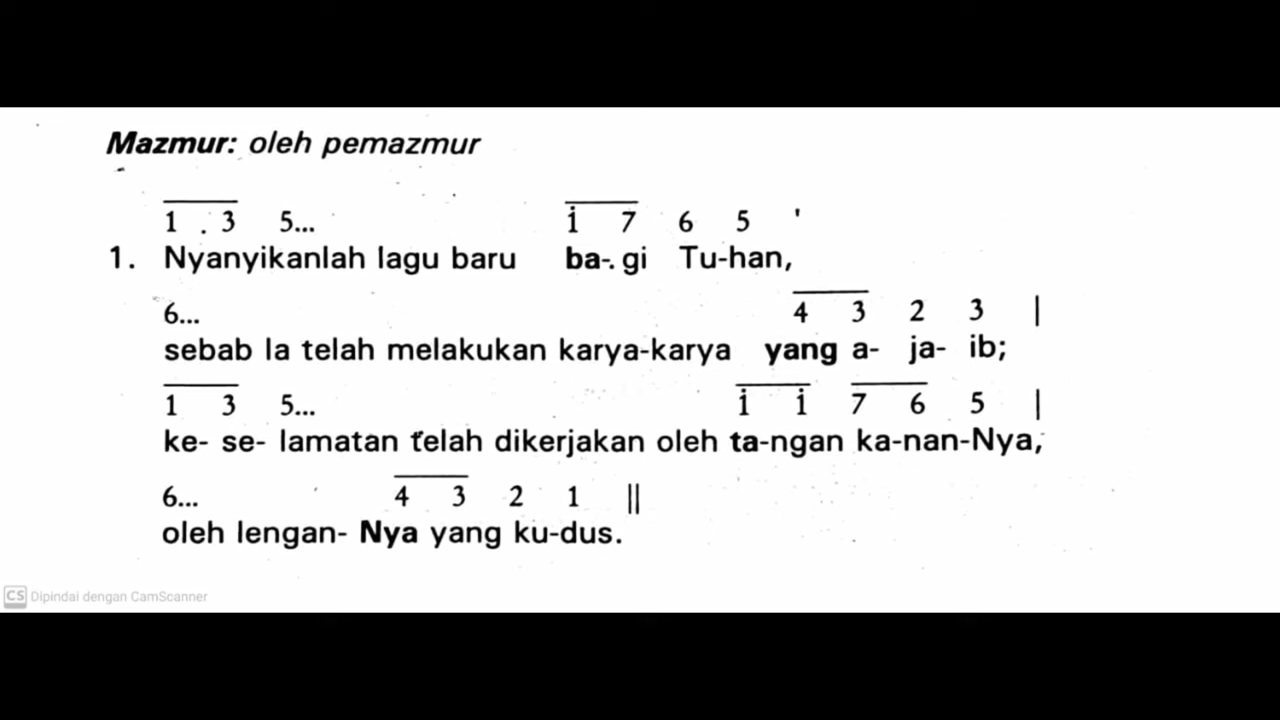 Mazmur: oleh pemazmur
1 . 3 5... i 7 6 5 '
1. Nyanyikanlah lagu baru ba-. gi Tu-han,
6... 4 3 2 3 |
sebab Ia telah melakukan karya-karya yang a- ja- ib;
1 3 5... i i 7 6 5 |
ke- se- lamatan telah dikerjakan oleh ta-ngan ka-nan-Nya,
6... 4 3 2 1 ||
oleh lengan- Nya yang ku-dus.
CS Dipindai dengan CamScanner